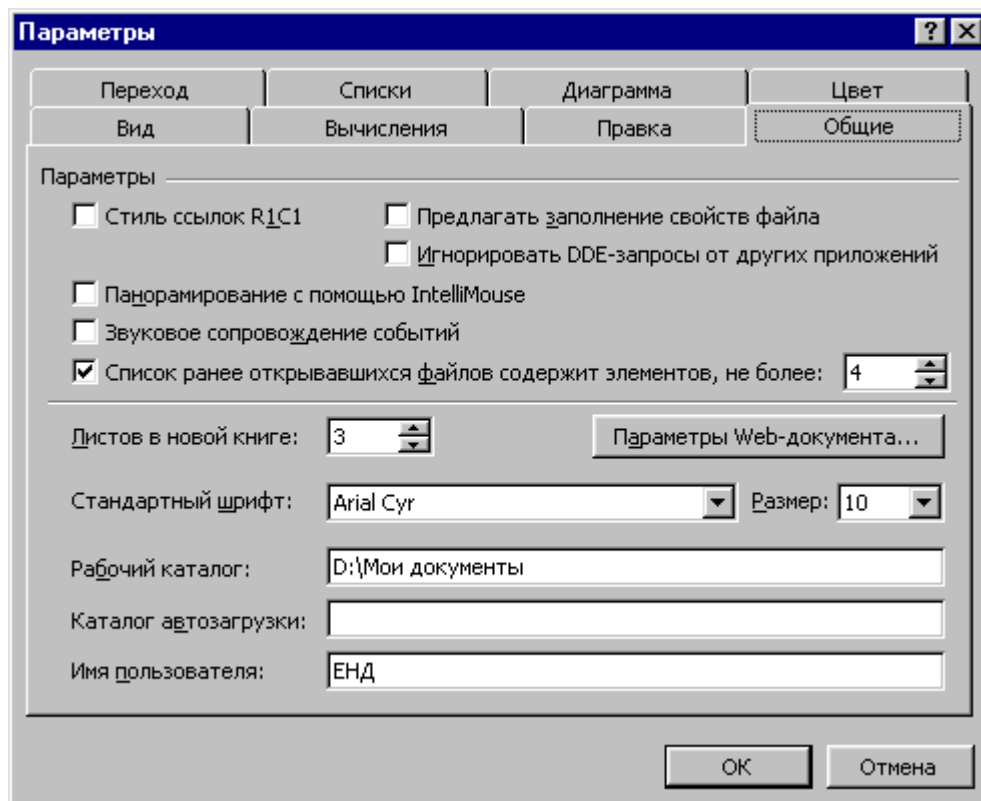 Параметры
Переход Списки Диаграмма Цвет
Вид Вычисления Правка Общие
Параметры
Стиль ссылок R1C1 Предлагать заполнение свойств файла
Игнорировать DDE-запросы от других приложений
Панорамирование с помощью IntelliMouse
Звуковое сопровождение событий
Список ранее открывавшихся файлов содержит элементов, не более: 4
Листов в новой книге: 3 Параметры Web-документа...
Стандартный шрифт: Arial Cyr Размер: 10
Рабочий каталог: D:\Мои документы
Каталог автозагрузки:
Имя пользователя: ЕНД
OK Отмена